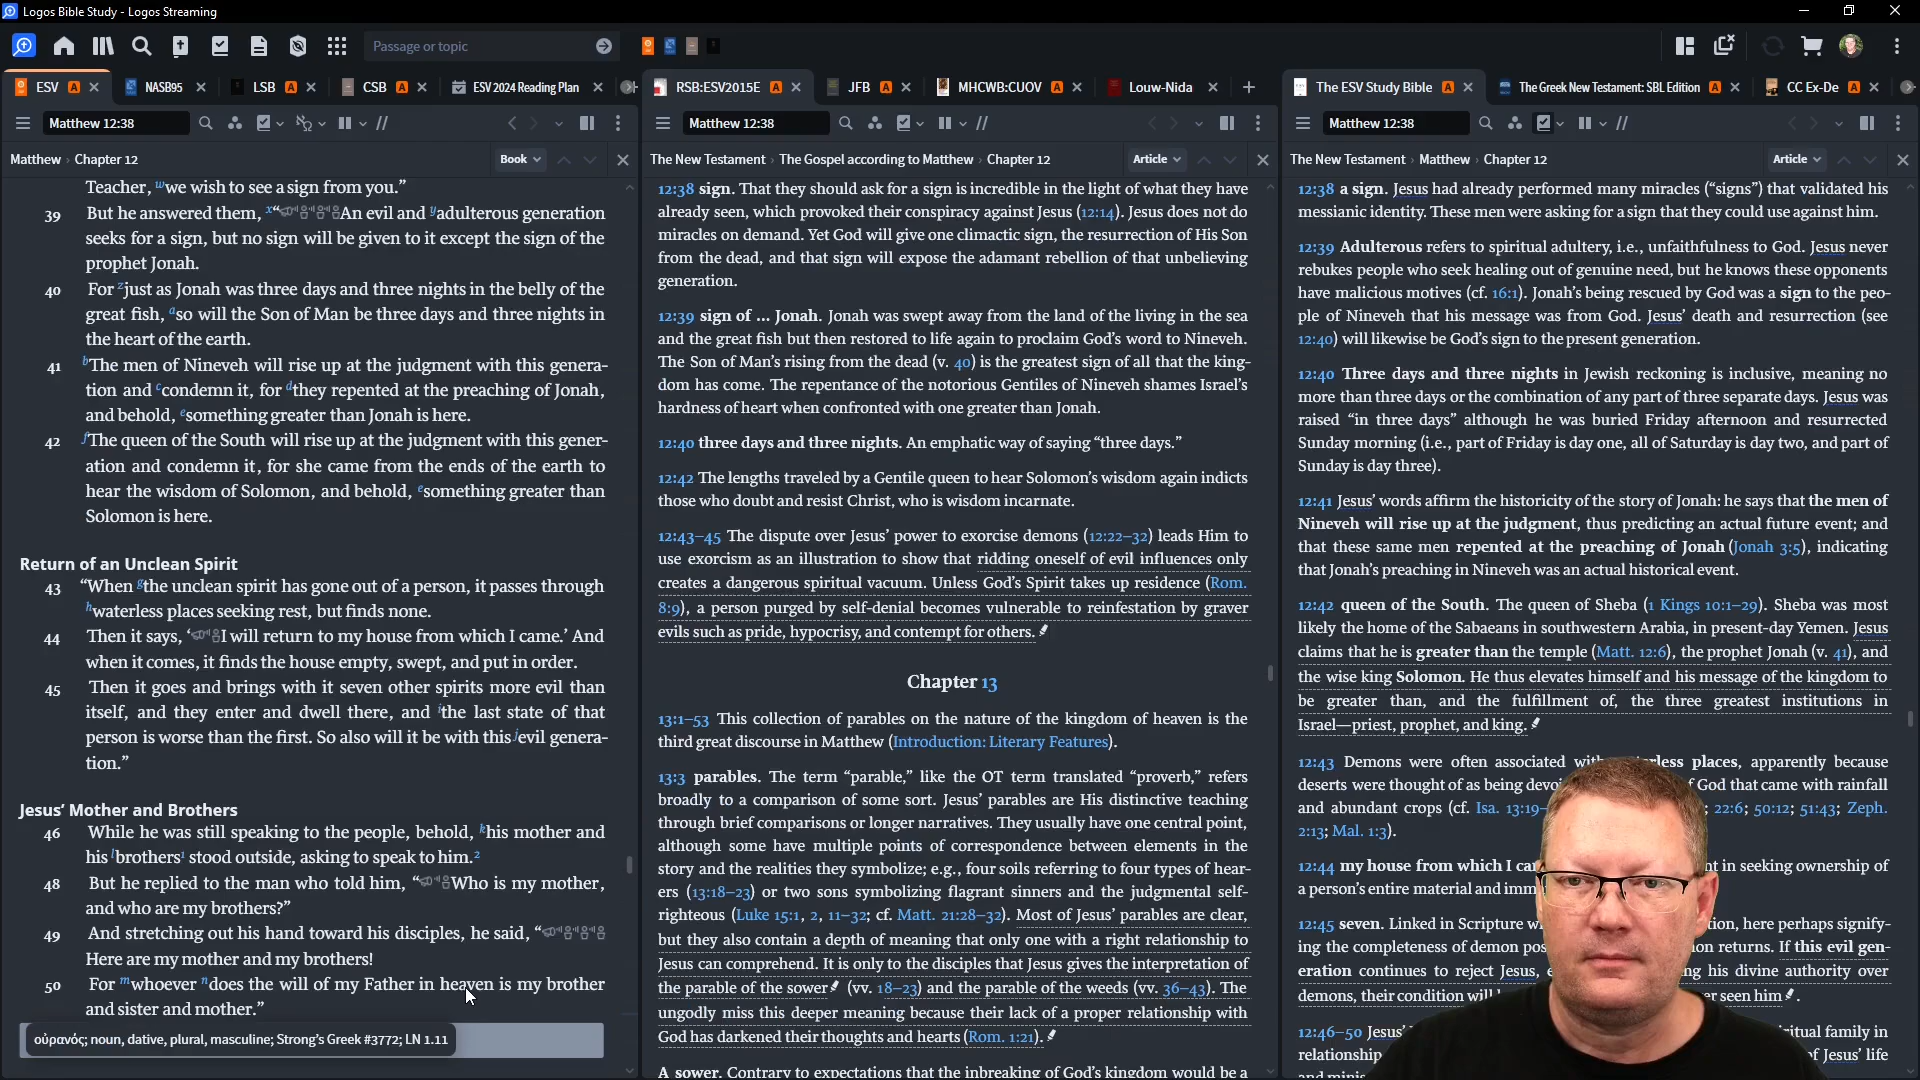 Logos Bible Study - Logos Streaming
Passage or topic
ESV A
NASB95
LSB A
CSB A
ESV 2024 Reading Plan
Matthew 12:38
Matthew › Chapter 12
Book
Teacher, ʷwe wish to see a sign from you.”
39 But he answered them, ˣ“An evil and ʸadulterous generation
seeks for a sign, but no sign will be given to it except the sign of the
prophet Jonah.
40 For ᶻjust as Jonah was three days and three nights in the belly of the
great fish, ᵃso will the Son of Man be three days and three nights in
the heart of the earth.
41 ᵇThe men of Nineveh will rise up at the judgment with this genera-
tion and ᶜcondemn it, for ᵈthey repented at the preaching of Jonah,
and behold, ᵉsomething greater than Jonah is here.
42 ᶠThe queen of the South will rise up at the judgment with this gener-
ation and condemn it, for she came from the ends of the earth to
hear the wisdom of Solomon, and behold, ᵉsomething greater than
Solomon is here.
Return of an Unclean Spirit
43 “When ᵍthe unclean spirit has gone out of a person, it passes through
ʰwaterless places seeking rest, but finds none.
44 Then it says, ‘I will return to my house from which I came.’ And
when it comes, it finds the house empty, swept, and put in order.
45 Then it goes and brings with it seven other spirits more evil than
itself, and they enter and dwell there, and ⁱthe last state of that
person is worse than the first. So also will it be with this ʲevil genera-
tion.”
Jesus’ Mother and Brothers
46 While he was still speaking to the people, behold, ᵏhis mother and
his ˡbrothers¹ stood outside, asking to speak to him.²
48 But he replied to the man who told him, “Who is my mother,
and who are my brothers?”
49 And stretching out his hand toward his disciples, he said, “
Here are my mother and my brothers!
50 For ᵐwhoever ⁿdoes the will of my Father in heaven is my brother
and sister and mother.”
οὐρανός; noun, dative, plural, masculine; Strong’s Greek #3772; LN 1.11
RSB:ESV2015E A
JFB A
MHCWB:CUOV A
Louw-Nida
Matthew 12:38
The New Testament › The Gospel according to Matthew › Chapter 12
Article
12:38 sign. That they should ask for a sign is incredible in the light of what they have
already seen, which provoked their conspiracy against Jesus (12:14). Jesus does not do
miracles on demand. Yet God will give one climactic sign, the resurrection of His Son
from the dead, and that sign will expose the adamant rebellion of that unbelieving
generation.
12:39 sign of … Jonah. Jonah was swept away from the land of the living in the sea
and the great fish but then restored to life again to proclaim God’s word to Nineveh.
The Son of Man’s rising from the dead (v. 40) is the greatest sign of all that the king-
dom has come. The repentance of the notorious Gentiles of Nineveh shames Israel’s
hardness of heart when confronted with one greater than Jonah.
12:40 three days and three nights. An emphatic way of saying “three days.”
12:42 The lengths traveled by a Gentile queen to hear Solomon’s wisdom again indicts
those who doubt and resist Christ, who is wisdom incarnate.
12:43–45 The dispute over Jesus’ power to exorcise demons (12:22–32) leads Him to
use exorcism as an illustration to show that ridding oneself of evil influences only
creates a dangerous spiritual vacuum. Unless God’s Spirit takes up residence (Rom.
8:9), a person purged by self-denial becomes vulnerable to reinfestation by graver
evils such as pride, hypocrisy, and contempt for others.
Chapter 13
13:1–53 This collection of parables on the nature of the kingdom of heaven is the
third great discourse in Matthew (Introduction: Literary Features).
13:3 parables. The term “parable,” like the OT term translated “proverb,” refers
broadly to a comparison of some sort. Jesus’ parables are His distinctive teaching
through brief comparisons or longer narratives. They usually have one central point,
although some have multiple points of correspondence between elements in the
story and the realities they symbolize; e.g., four soils referring to four types of hear-
ers (13:18–23) or two sons symbolizing flagrant sinners and the judgmental self-
righteous (Luke 15:1, 2, 11–32; cf. Matt. 21:28–32). Most of Jesus’ parables are clear,
but they also contain a depth of meaning that only one with a right relationship to
Jesus can comprehend. It is only to the disciples that Jesus gives the interpretation of
the parable of the sower (vv. 18–23) and the parable of the weeds (vv. 36–43). The
ungodly miss this deeper meaning because their lack of a proper relationship with
God has darkened their thoughts and hearts (Rom. 1:21).
A sower. Contrary to expectations that the inbreaking of God’s kingdom would be a
The ESV Study Bible A
The Greek New Testament: SBL Edition A
CC Ex-De A
Matthew 12:38
The New Testament › Matthew › Chapter 12
Article
12:38 a sign. Jesus had already performed many miracles (“signs”) that validated his
messianic identity. These men were asking for a sign that they could use against him.
12:39 Adulterous refers to spiritual adultery, i.e., unfaithfulness to God. Jesus never
rebukes people who seek healing out of genuine need, but he knows these opponents
have malicious motives (cf. 16:1). Jonah’s being rescued by God was a sign to the peo-
ple of Nineveh that his message was from God. Jesus’ death and resurrection (see
12:40) will likewise be God’s sign to the present generation.
12:40 Three days and three nights in Jewish reckoning is inclusive, meaning no
more than three days or the combination of any part of three separate days. Jesus was
raised “in three days” although he was buried Friday afternoon and resurrected
Sunday morning (i.e., part of Friday is day one, all of Saturday is day two, and part of
Sunday is day three).
12:41 Jesus’ words affirm the historicity of the story of Jonah: he says that the men of
Nineveh will rise up at the judgment, thus predicting an actual future event; and
that these same men repented at the preaching of Jonah (Jonah 3:5), indicating
that Jonah’s preaching in Nineveh was an actual historical event.
12:42 queen of the South. The queen of Sheba (1 Kings 10:1–29). Sheba was most
likely the home of the Sabaeans in southwestern Arabia, in present-day Yemen. Jesus
claims that he is greater than the temple (Matt. 12:6), the prophet Jonah (v. 41), and
the wise king Solomon. He thus elevates himself and his message of the kingdom to
be greater than, and the fulfillment of, the three greatest institutions in
Israel—priest, prophet, and king.
12:43 Demons were often associated with places, apparently because
deserts were thought of as being God that came with rainfall
and abundant crops (cf. Isa. 13:19– ; 22:6; 50:12; 51:43; Zeph.
2:13; Mal. 1:3).
12:44 my house from which I in seeking ownership of
a person’s entire material and
12:45 seven. Linked in Scripture here perhaps signify-
ing the completeness of demon returns. If this evil gen-
eration continues to reject Jesus, his divine authority over
demons, their condition seen him.
12:46–50 Jesus’ family in
relationship of Jesus’ life